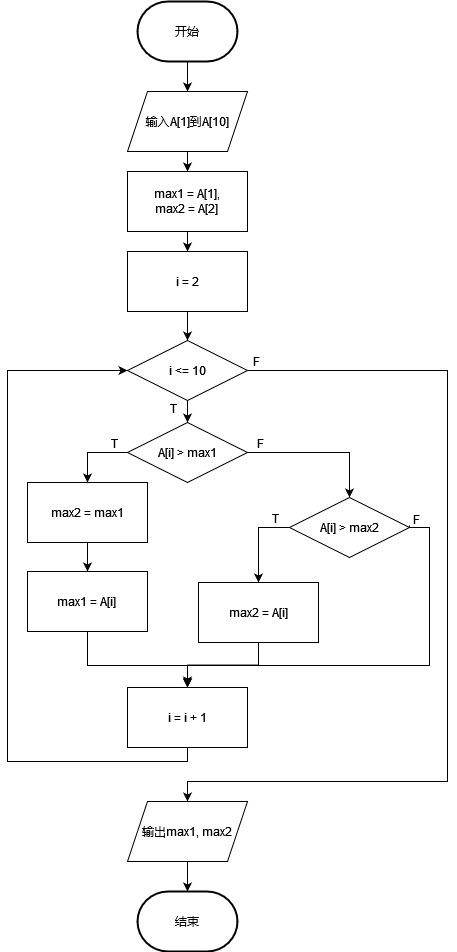 开始
输入A[1]到A[10]
max1 = A[1],
max2 = A[2]
i = 2
i <= 10
F
T
A[i] > max1
T
F
max2 = max1
A[i] > max2
T
F
max1 = A[i]
max2 = A[i]
i = i + 1
输出max1, max2
结束